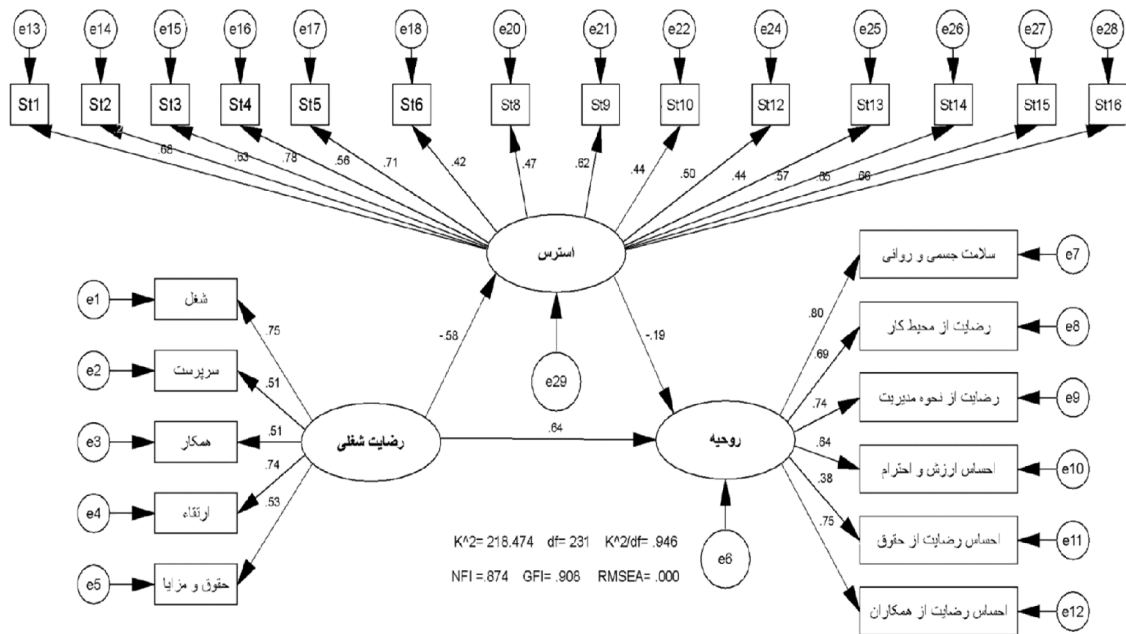 e13 e14 e15 e16 e17 e18 e20 e21 e22 e24 e25 e26 e27 e28
St1 St2 St3 St4 St5 St6 St8 St9 St10 St12 St13 St14 St15 St16
.68 .63 .78 .56 .71 .42 .47 .62 .44 .50 .44 .57 .65 .66
استرس
سلامت جسمی و روانی
e7
e1
شغل
.75
-.58
-.19
.80
رضایت از محیط کار
e8
.69
e2
سرپرست
.51
e29
رضایت از نحوه مدیریت
e9
.74
e3
همکار
.51
رضایت شغلی
.64
روحیه
.64
احساس ارزش و احترام
e10
.74
.38
e4
ارتقاء
.53
.75
احساس رضایت از حقوق
e11
K^2= 218.474 df= 231 K^2/df= .946
e6
e5
حقوق و مزایا
NFI =.874 GFI= .906 RMSEA= .000
احساس رضایت از همکاران
e12